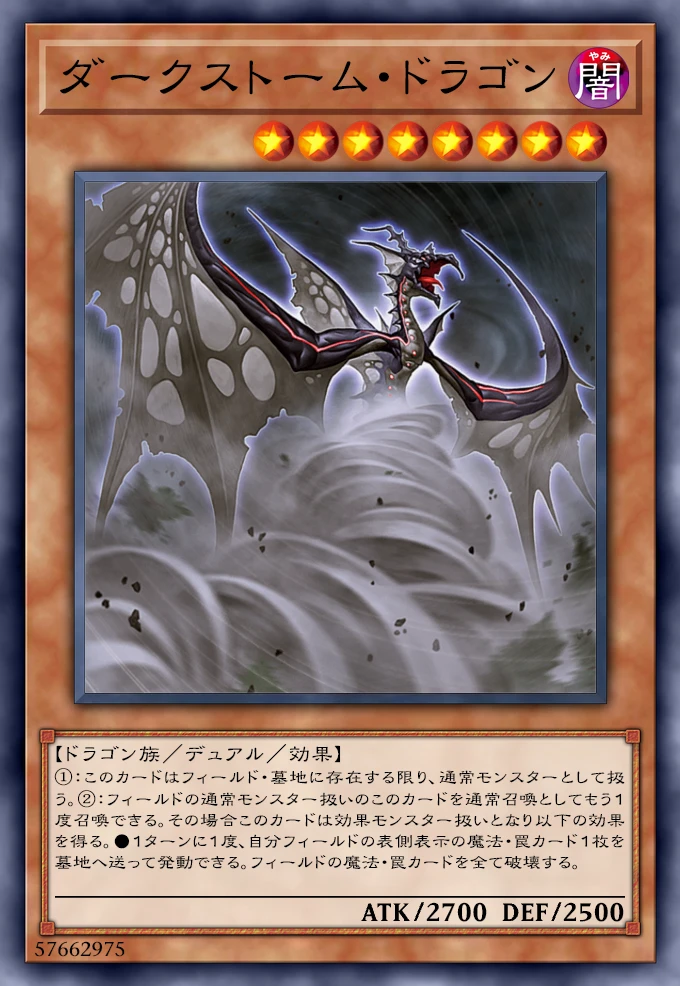 ダークストーム・ドラゴン
やみ
闇
【ドラゴン族／デュアル／効果】
①：このカードはフィールド・墓地に存在する限り、通常モンスターとして扱
う。②：フィールドの通常モンスター扱いのこのカードを通常召喚としてもう１
度召喚できる。その場合このカードは効果モンスター扱いとなり以下の効果
を得る。●１ターンに１度、自分フィールドの表側表示の魔法・罠カード１枚を
墓地へ送って発動できる。フィールドの魔法・罠カードを全て破壊する。
ATK/2700 DEF/2500
57662975